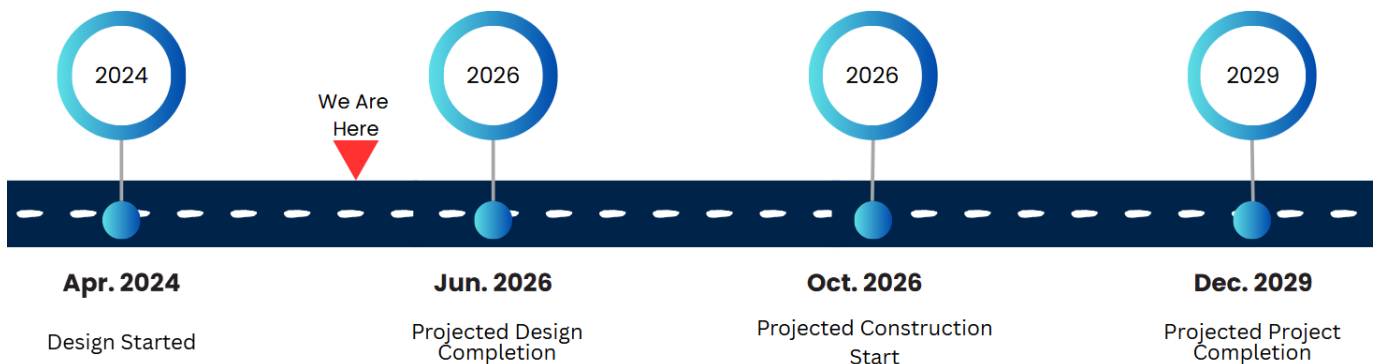 2024
We Are
Here
2026
2026
2029
Apr. 2024
Design Started
Jun. 2026
Projected Design
Completion
Oct. 2026
Projected Construction
Start
Dec. 2029
Projected Project
Completion